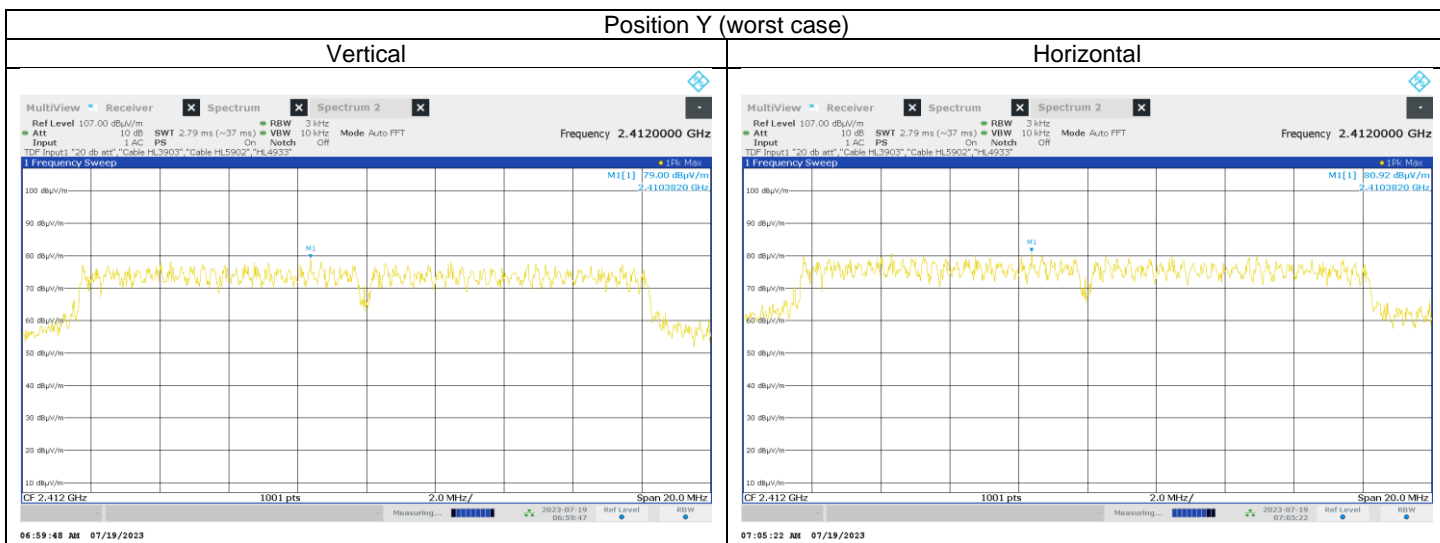 Position Y (worst case)
Vertical
Horizontal
MultiView Receiver Spectrum Spectrum 2
Ref Level 107.00 dBµV/m RBW 3 kHz
Att 10 dB SWT 2.79 ms (~37 ms) VBW 10 kHz Mode Auto FFT Frequency 2.4120000 GHz
Input 1 AC PS On Notch Off
TDF Input1 "20 db att","Cable HL3903","Cable HL5902","HL4933"
1 Frequency Sweep 1Pk Max
M1[1] 79.00 dBµV/m
2.4103820 GHz
100 dBµV/m
90 dBµV/m
M1
80 dBµV/m
70 dBµV/m
60 dBµV/m
50 dBµV/m
40 dBµV/m
30 dBµV/m
20 dBµV/m
10 dBµV/m
CF 2.412 GHz 1001 pts 2.0 MHz/ Span 20.0 MHz
Measuring... 2023-07-19 Ref Level RBW
06:59:47
06:59:48 AM 07/19/2023
MultiView Receiver Spectrum Spectrum 2
Ref Level 107.00 dBµV/m RBW 3 kHz
Att 10 dB SWT 2.79 ms (~37 ms) VBW 10 kHz Mode Auto FFT Frequency 2.4120000 GHz
Input 1 AC PS On Notch Off
TDF Input1 "20 db att","Cable HL3903","Cable HL5902","HL4933"
1 Frequency Sweep 1Pk Max
M1[1] 80.92 dBµV/m
2.4103820 GHz
100 dBµV/m
90 dBµV/m
M1
80 dBµV/m
70 dBµV/m
60 dBµV/m
50 dBµV/m
40 dBµV/m
30 dBµV/m
20 dBµV/m
10 dBµV/m
CF 2.412 GHz 1001 pts 2.0 MHz/ Span 20.0 MHz
Measuring... 2023-07-19 Ref Level RBW
07:05:22
07:05:22 AM 07/19/2023